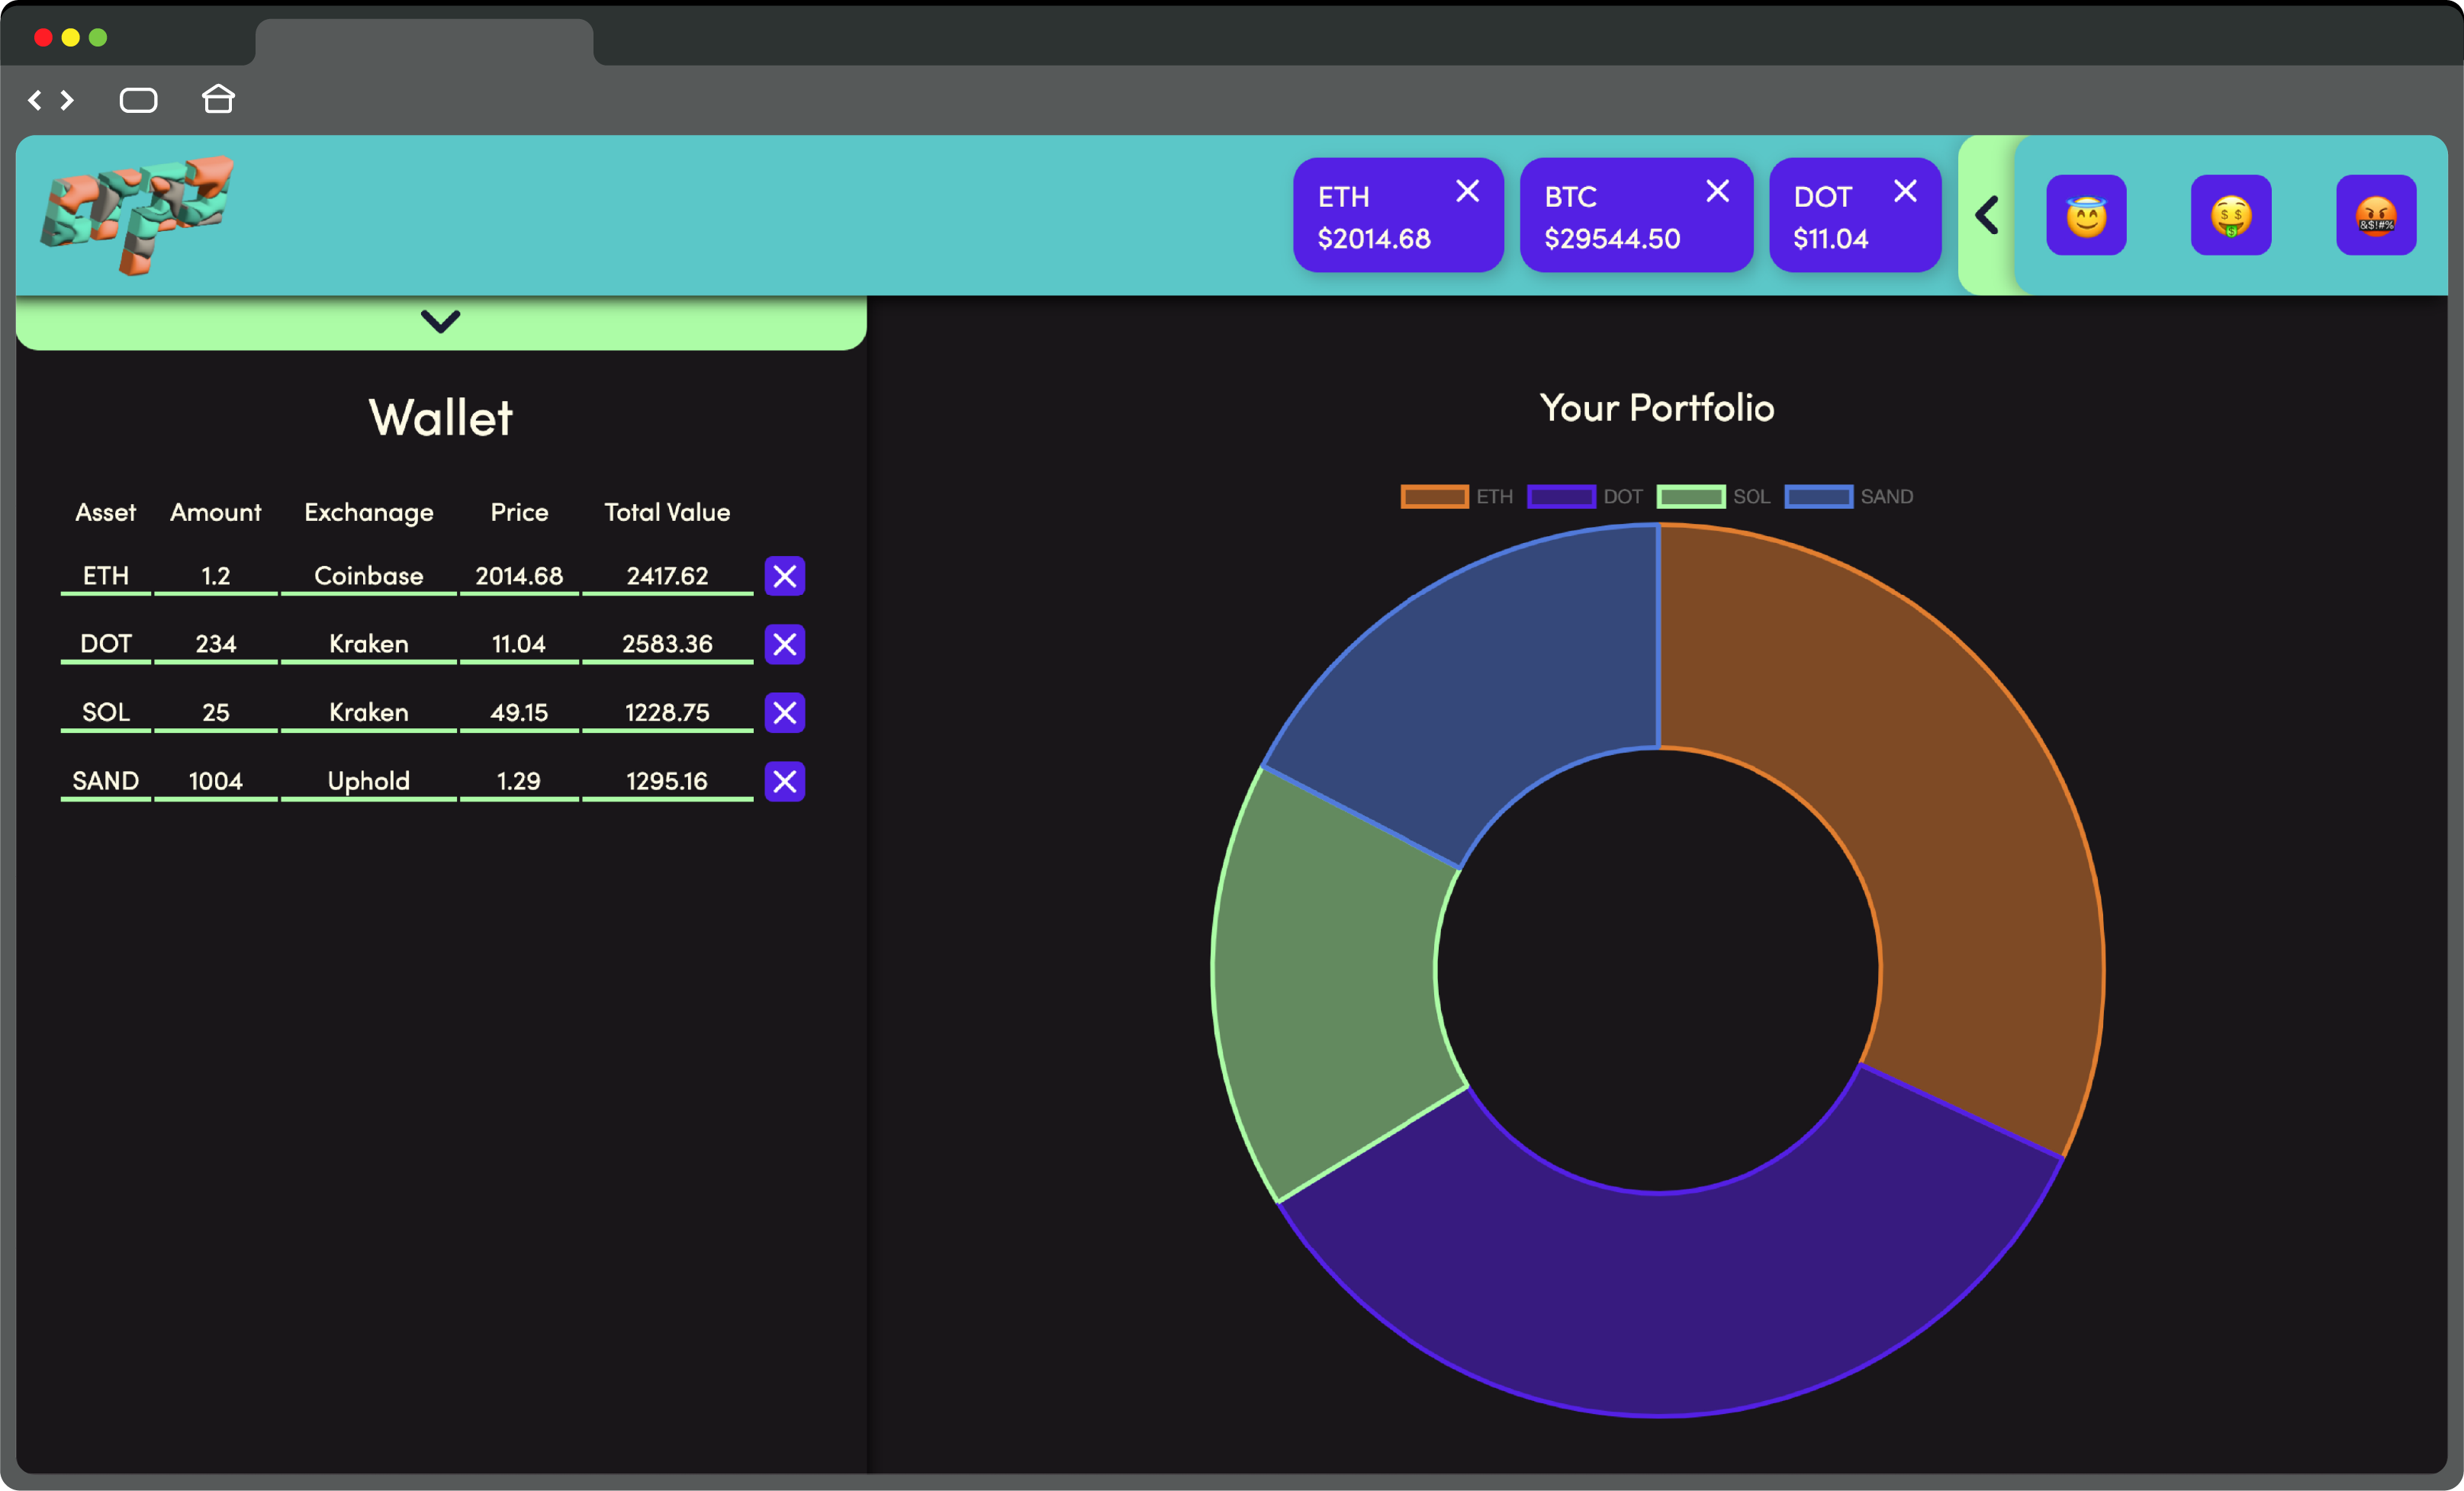 ETH
$2014.68
BTC
$29544.50
DOT
$11.04
Wallet
Asset Amount Exchanage Price Total Value
ETH 1.2 Coinbase 2014.68 2417.62
DOT 234 Kraken 11.04 2583.36
SOL 25 Kraken 49.15 1228.75
SAND 1004 Uphold 1.29 1295.16
Your Portfolio
ETH DOT SOL SAND